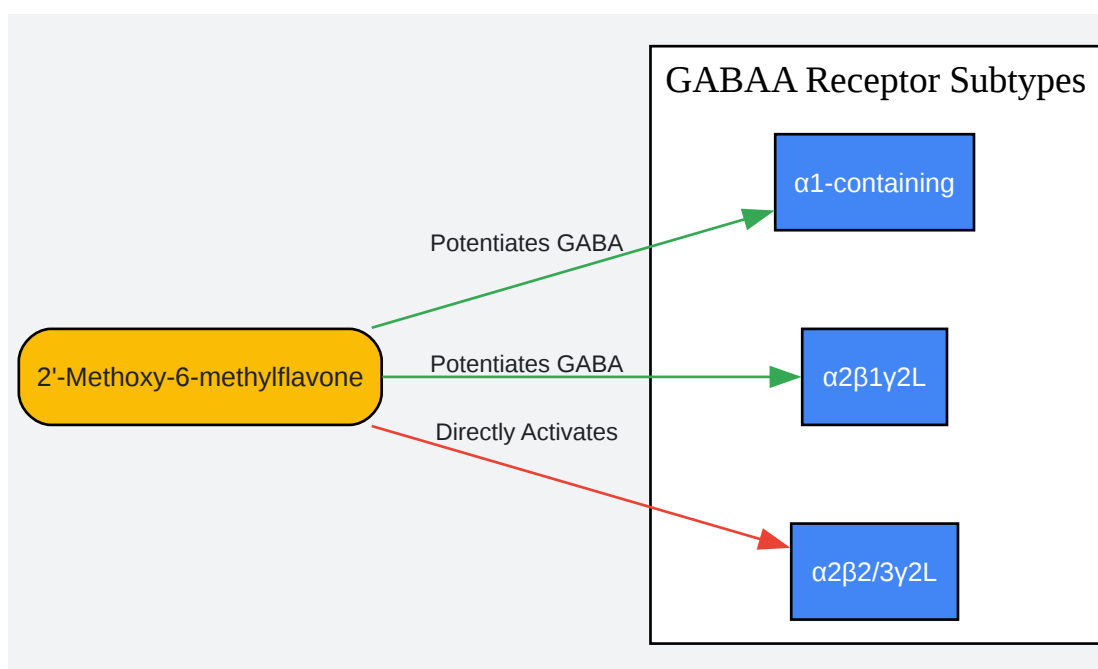 GABAA Receptor Subtypes
α1-containing
Potentiates GABA
2'-Methoxy-6-methylflavone
Potentiates GABA
α2β1γ2L
Directly Activates
α2β2/3γ2L